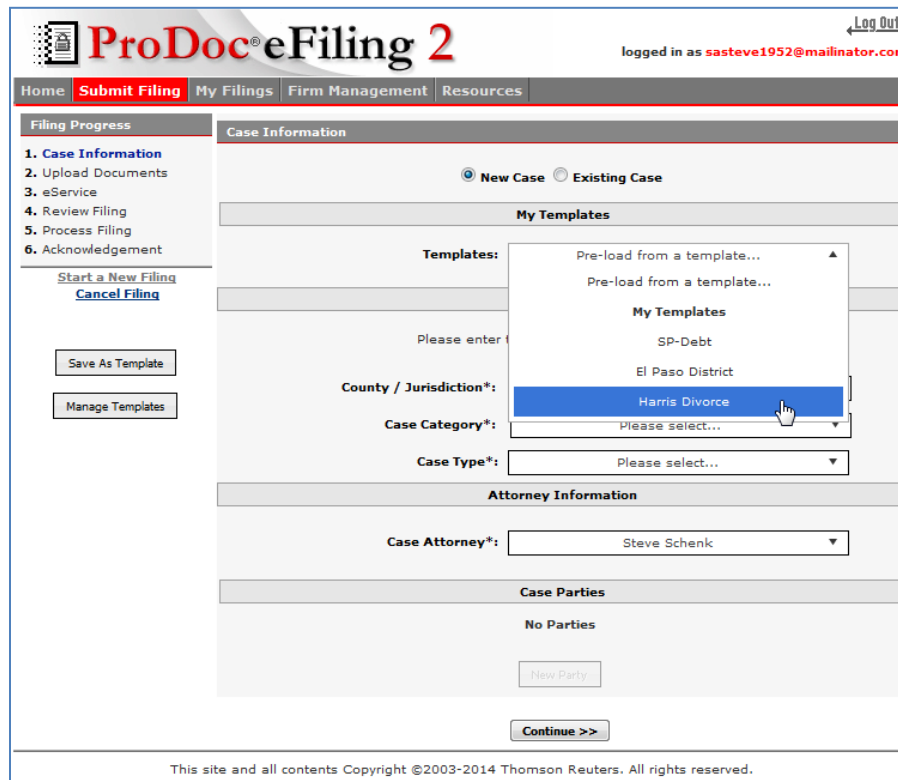 Log Out
ProDoc® eFiling 2
logged in as sasteve1952@mailinator.com
Home Submit Filing My Filings Firm Management Resources
Filing Progress
1. Case Information
2. Upload Documents
3. eService
4. Review Filing
5. Process Filing
6. Acknowledgement
Start a New Filing
Cancel Filing
Save As Template
Manage Templates
Case Information
New Case Existing Case
My Templates
Templates: Pre-load from a template...
Pre-load from a template...
My Templates
SP-Debt
El Paso District
Harris Divorce
Please enter
County / Jurisdiction*:
Case Category*: Please select...
Case Type*: Please select...
Attorney Information
Case Attorney*: Steve Schenk
Case Parties
No Parties
New Party
Continue >>
This site and all contents Copyright ©2003-2014 Thomson Reuters. All rights reserved.